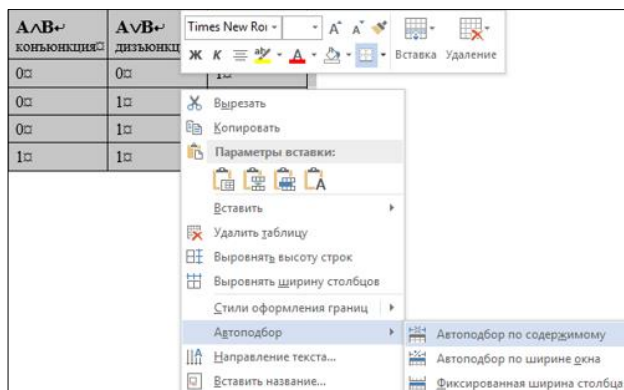 A∧B↵ A∨B↵ Times New Roı
конъюнкция¤ дизъюнкц Ж К Вставка Удаление
0¤ 0¤ 1¤
0¤ 1¤
0¤ 1¤
1¤ 1¤
Вырезать
Копировать
Параметры вставки:
Вставить
Удалить таблицу
Выровнять высоту строк
Выровнять ширину столбцов
Стили оформления границ
Автоподбор
Автоподбор по содержимому
Направление текста...
Автоподбор по ширине окна
Вставить название...
Фиксированная ширина столбца